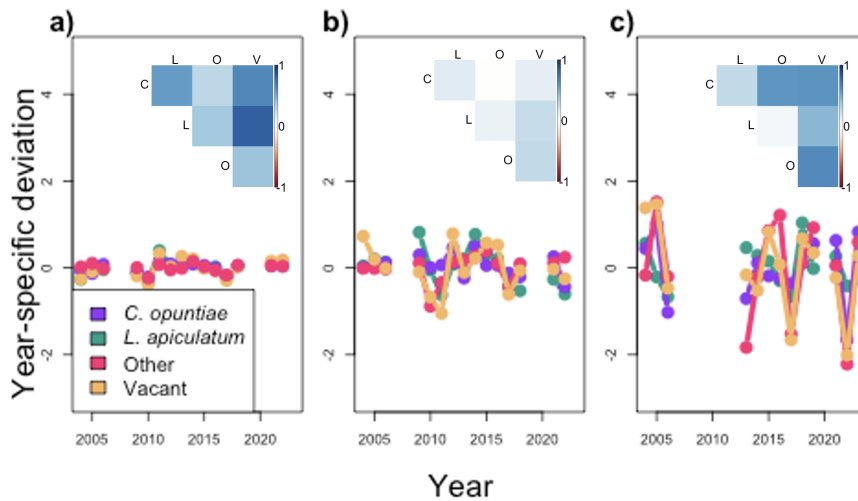 a)
b)
c)
Year-specific deviation
4
2
0
-2
L O V
C
L
O
1
0
-1
C. opuntiae
L. apiculatum
Other
Vacant
2005 2010 2015 2020
4
2
0
-2
L O V
C
L
O
1
0
-1
2005 2010 2015 2020
4
2
0
-2
L O V
C
L
O
1
0
-1
2005 2010 2015 2020
Year